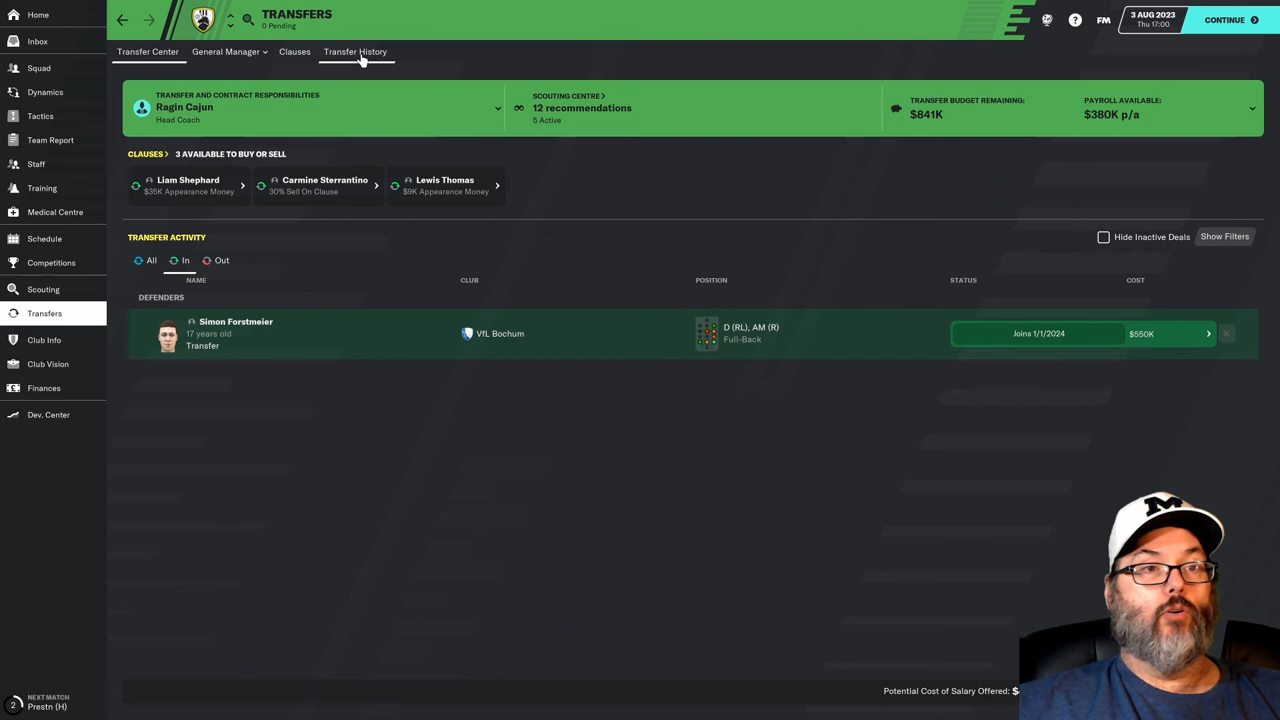 Home
Inbox
Squad
Dynamics
Tactics
Team Report
Staff
Training
Medical Centre
Schedule
Competitions
Scouting
Transfers
Club Info
Club Vision
Finances
Dev. Center
2
NEXT MATCH
Prestn (H)
TRANSFERS
0 Pending
?
FM
3 AUG 2023
Thu 17:00
CONTINUE
Transfer Center
General Manager
Clauses
Transfer History
TRANSFER AND CONTRACT RESPONSIBILITIES
Ragin Cajun
Head Coach
SCOUTING CENTRE >
12 recommendations
5 Active
TRANSFER BUDGET REMAINING:
$841K
PAYROLL AVAILABLE:
$380K p/a
CLAUSES > 3 AVAILABLE TO BUY OR SELL
Liam Shephard
$35K Appearance Money
Carmine Sterrantino
30% Sell On Clause
Lewis Thomas
$9K Appearance Money
TRANSFER ACTIVITY
Hide Inactive Deals
Show Filters
All
In
Out
NAME
CLUB
POSITION
STATUS
COST
DEFENDERS
Simon Forstmeier
17 years old
Transfer
VfL Bochum
D (RL), AM (R)
Full-Back
Joins 1/1/2024
$550K
Potential Cost of Salary Offered:
M